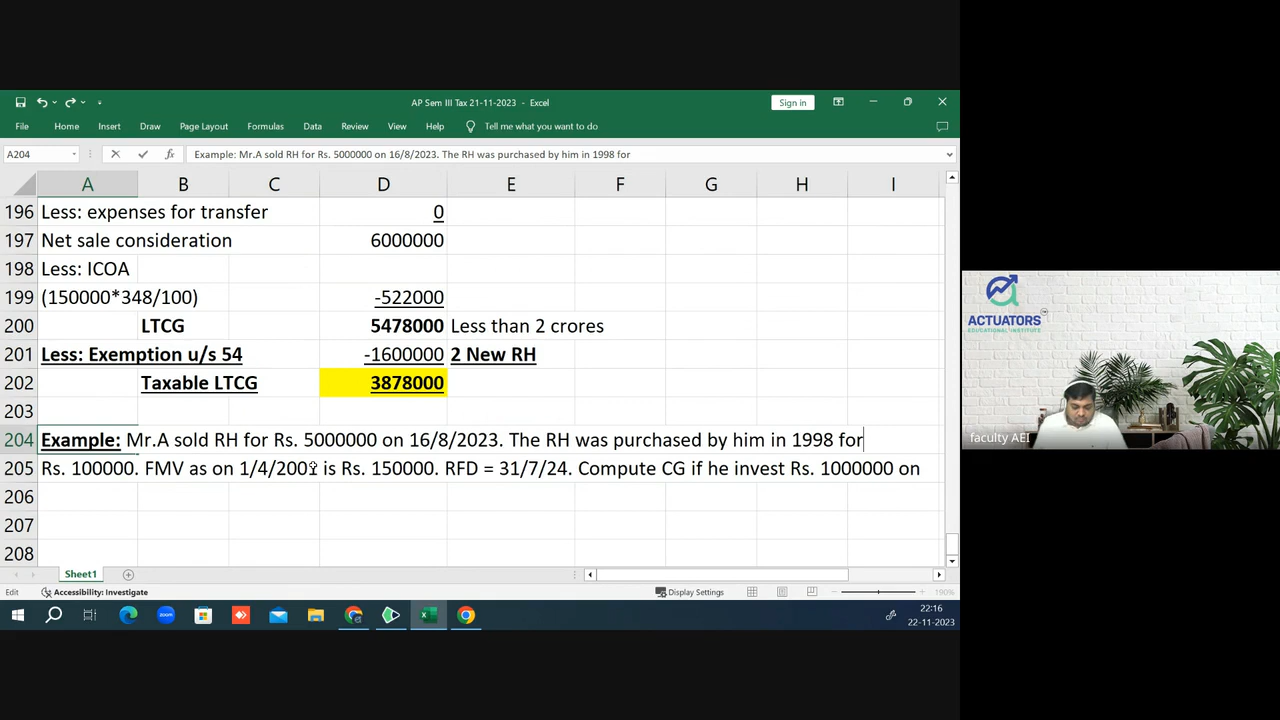 AP Sem III Tax 21-11-2023 - Excel
Sign in
File Home Insert Draw Page Layout Formulas Data Review View Help Tell me what you want to do
A204 fx Example: Mr.A sold RH for Rs. 5000000 on 16/8/2023. The RH was purchased by him in 1998 for
A B C D E F G H I
196 Less: expenses for transfer 0
197 Net sale consideration 6000000
198 Less: ICOA
199 (150000*348/100) -522000
200 LTCG 5478000 Less than 2 crores
201 Less: Exemption u/s 54 -1600000 2 New RH
202 Taxable LTCG 3878000
203
204 Example: Mr.A sold RH for Rs. 5000000 on 16/8/2023. The RH was purchased by him in 1998 for
205 Rs. 100000. FMV as on 1/4/2001 is Rs. 150000. RFD = 31/7/24. Compute CG if he invest Rs. 1000000 on
206
207
208
Sheet1
Edit Accessibility: Investigate Display Settings 190%
22:16
22-11-2023
ACTUATORS
EDUCATIONAL INSTITUTE
faculty AEI